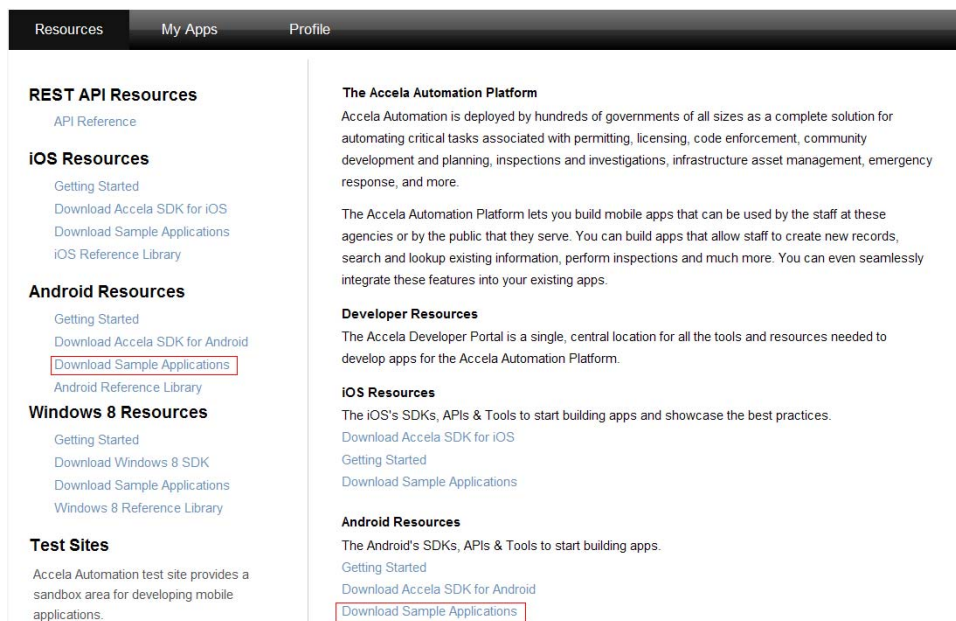 Resources My Apps Profile
REST API Resources
API Reference
iOS Resources
Getting Started
Download Accela SDK for iOS
Download Sample Applications
iOS Reference Library
Android Resources
Getting Started
Download Accela SDK for Android
Download Sample Applications
Android Reference Library
Windows 8 Resources
Getting Started
Download Windows 8 SDK
Download Sample Applications
Windows 8 Reference Library
Test Sites
Accela Automation test site provides a
sandbox area for developing mobile
applications.
The Accela Automation Platform
Accela Automation is deployed by hundreds of governments of all sizes as a complete solution for
automating critical tasks associated with permitting, licensing, code enforcement, community
development and planning, inspections and investigations, infrastructure asset management, emergency
response, and more.
The Accela Automation Platform lets you build mobile apps that can be used by the staff at these
agencies or by the public that they serve. You can build apps that allow staff to create new records,
search and lookup existing information, perform inspections and much more. You can even seamlessly
integrate these features into your existing apps.
Developer Resources
The Accela Developer Portal is a single, central location for all the tools and resources needed to
develop apps for the Accela Automation Platform.
iOS Resources
The iOS's SDKs, APIs & Tools to start building apps and showcase the best practices.
Download Accela SDK for iOS
Getting Started
Download Sample Applications
Android Resources
The Android's SDKs, APIs & Tools to start building apps.
Getting Started
Download Accela SDK for Android
Download Sample Applications